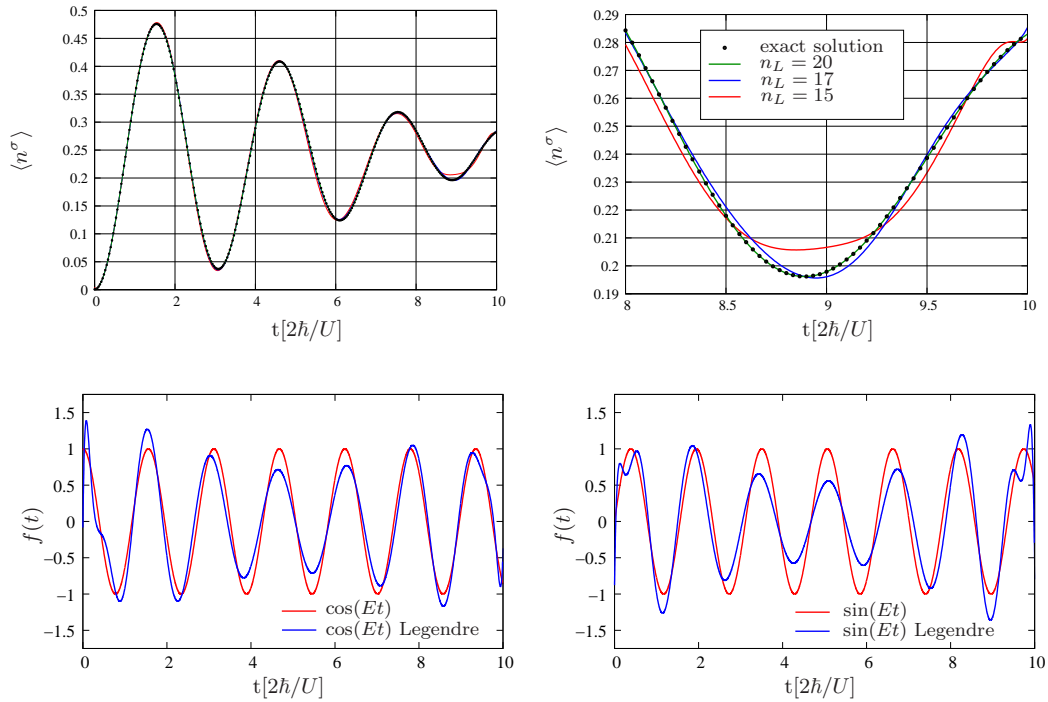 0.5
0.45
0.4
0.35
0.3
0.25
0.2
0.15
0.1
0.05
0
0 2 4 6 8 10
⟨n^σ⟩
t[2ħ/U]
0.29
0.28
0.27
0.26
0.25
0.24
0.23
0.22
0.21
0.2
0.19
8 8.5 9 9.5 10
⟨n^σ⟩
t[2ħ/U]
exact solution
n_L = 20
n_L = 17
n_L = 15
1.5
1
0.5
0
−0.5
−1
−1.5
0 2 4 6 8 10
f(t)
t[2ħ/U]
cos(Et)
cos(Et) Legendre
1.5
1
0.5
0
−0.5
−1
−1.5
0 2 4 6 8 10
f(t)
t[2ħ/U]
sin(Et)
sin(Et) Legendre